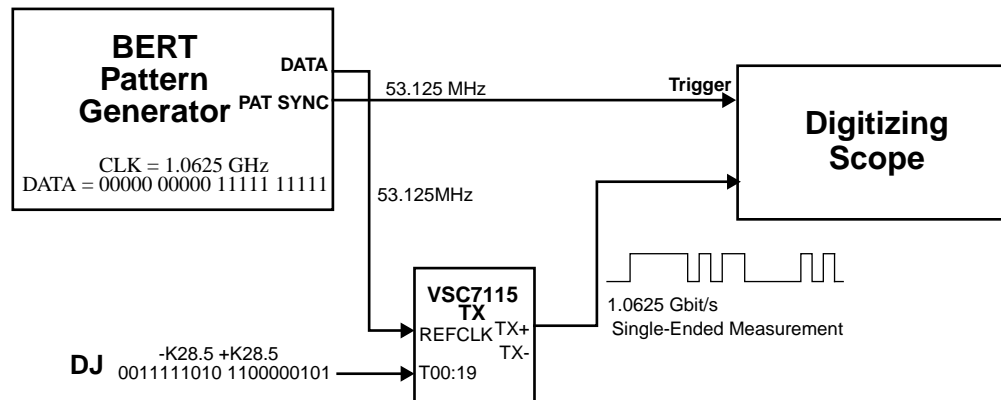 BERT
Pattern
Generator
DATA
PAT SYNC
CLK = 1.0625 GHz
DATA = 00000 00000 11111 11111
53.125 MHz
Trigger
Digitizing
Scope
53.125MHz
VSC7115
TX
REFCLK
TX+
TX-
T00:19
1.0625 Gbit/s
Single-Ended Measurement
DJ
-K28.5 +K28.5
0011111010 1100000101